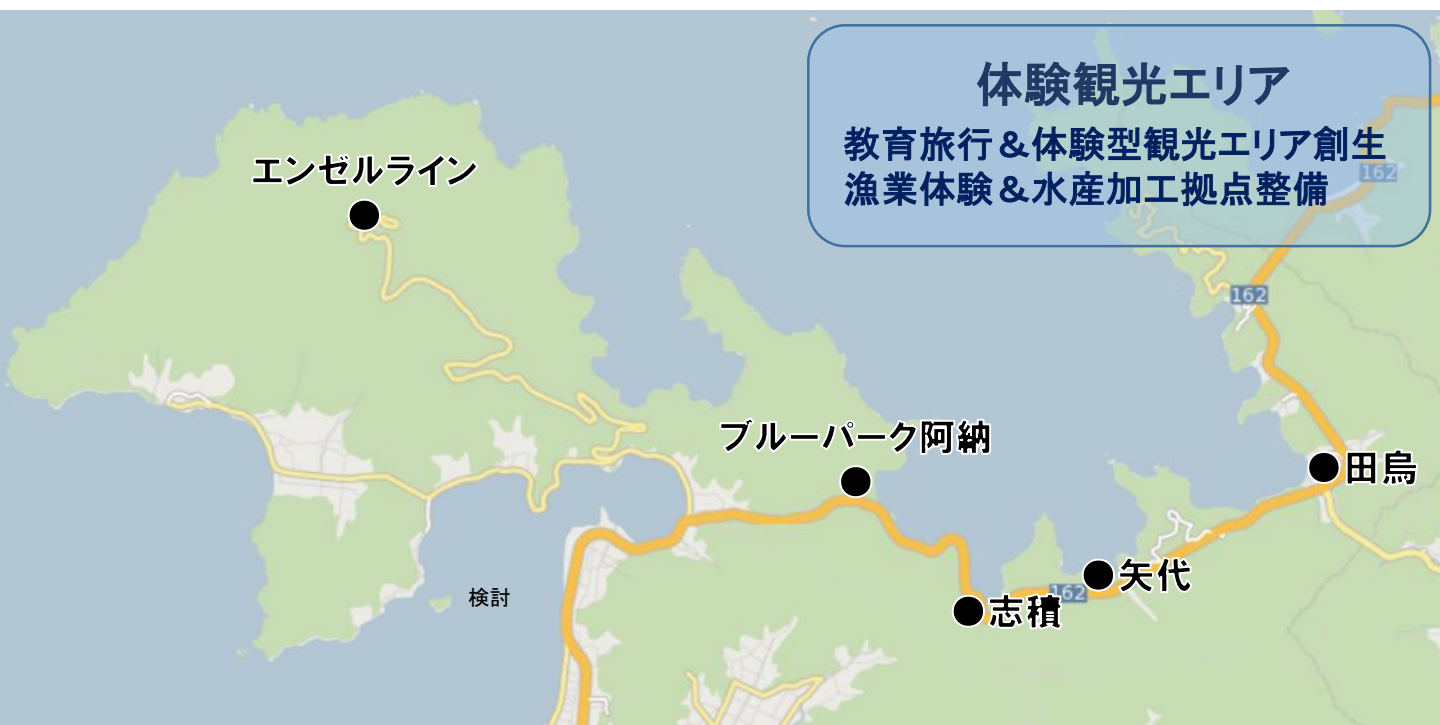 体験観光エリア
教育旅行＆体験型観光エリア創生
漁業体験＆水産加工拠点整備
エンゼルライン
162
162
ブルーパーク阿納
田烏
矢代
162
志積
検討